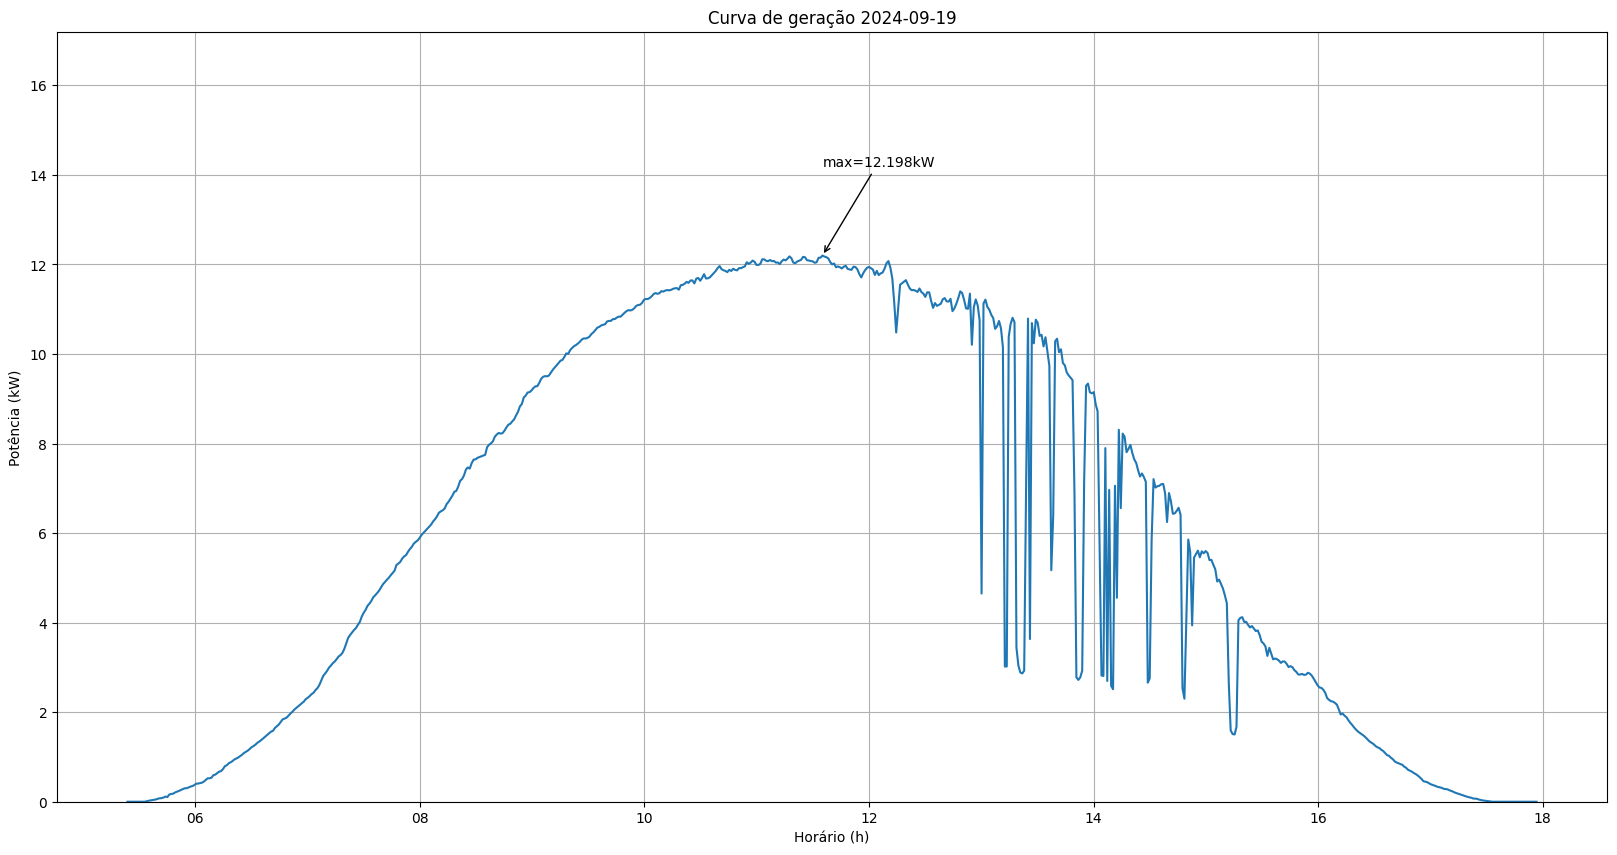 Curva de geração 2024-09-19
max=12.198kW
Potência (kW)
16
14
12
10
8
6
4
2
0
06 08 10 12 14 16 18
Horário (h)